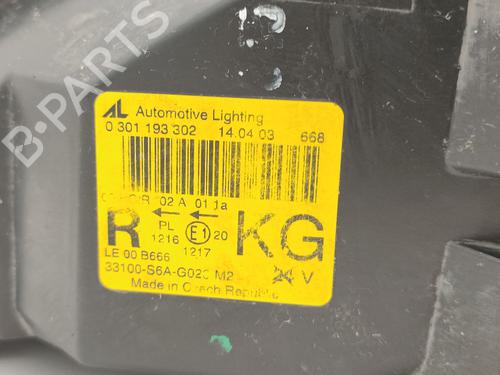 B-PARTS
AL Automotive Lighting
0 301 193 302 14.04.03 668
02 A 01 1a
R PL E1 20 KG
1216 1217
LE 00 B666
33100-S6A-G02 M2 V
Made in Czech Republic